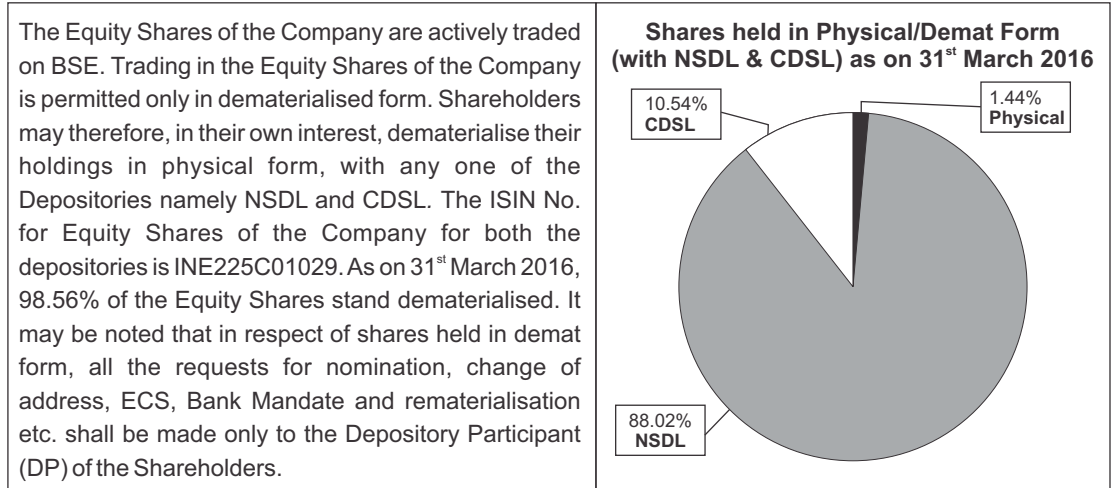 The Equity Shares of the Company are actively traded
on BSE. Trading in the Equity Shares of the Company
is permitted only in dematerialised form. Shareholders
may therefore, in their own interest, dematerialise their
holdings in physical form, with any one of the
Depositories namely NSDL and CDSL. The ISIN No.
for Equity Shares of the Company for both the
depositories is INE225C01029. As on 31st March 2016,
98.56% of the Equity Shares stand dematerialised. It
may be noted that in respect of shares held in demat
form, all the requests for nomination, change of
address, ECS, Bank Mandate and rematerialisation
etc. shall be made only to the Depository Participant
(DP) of the Shareholders.
Shares held in Physical/Demat Form
(with NSDL & CDSL) as on 31st March 2016
10.54%
CDSL
1.44%
Physical
88.02%
NSDL